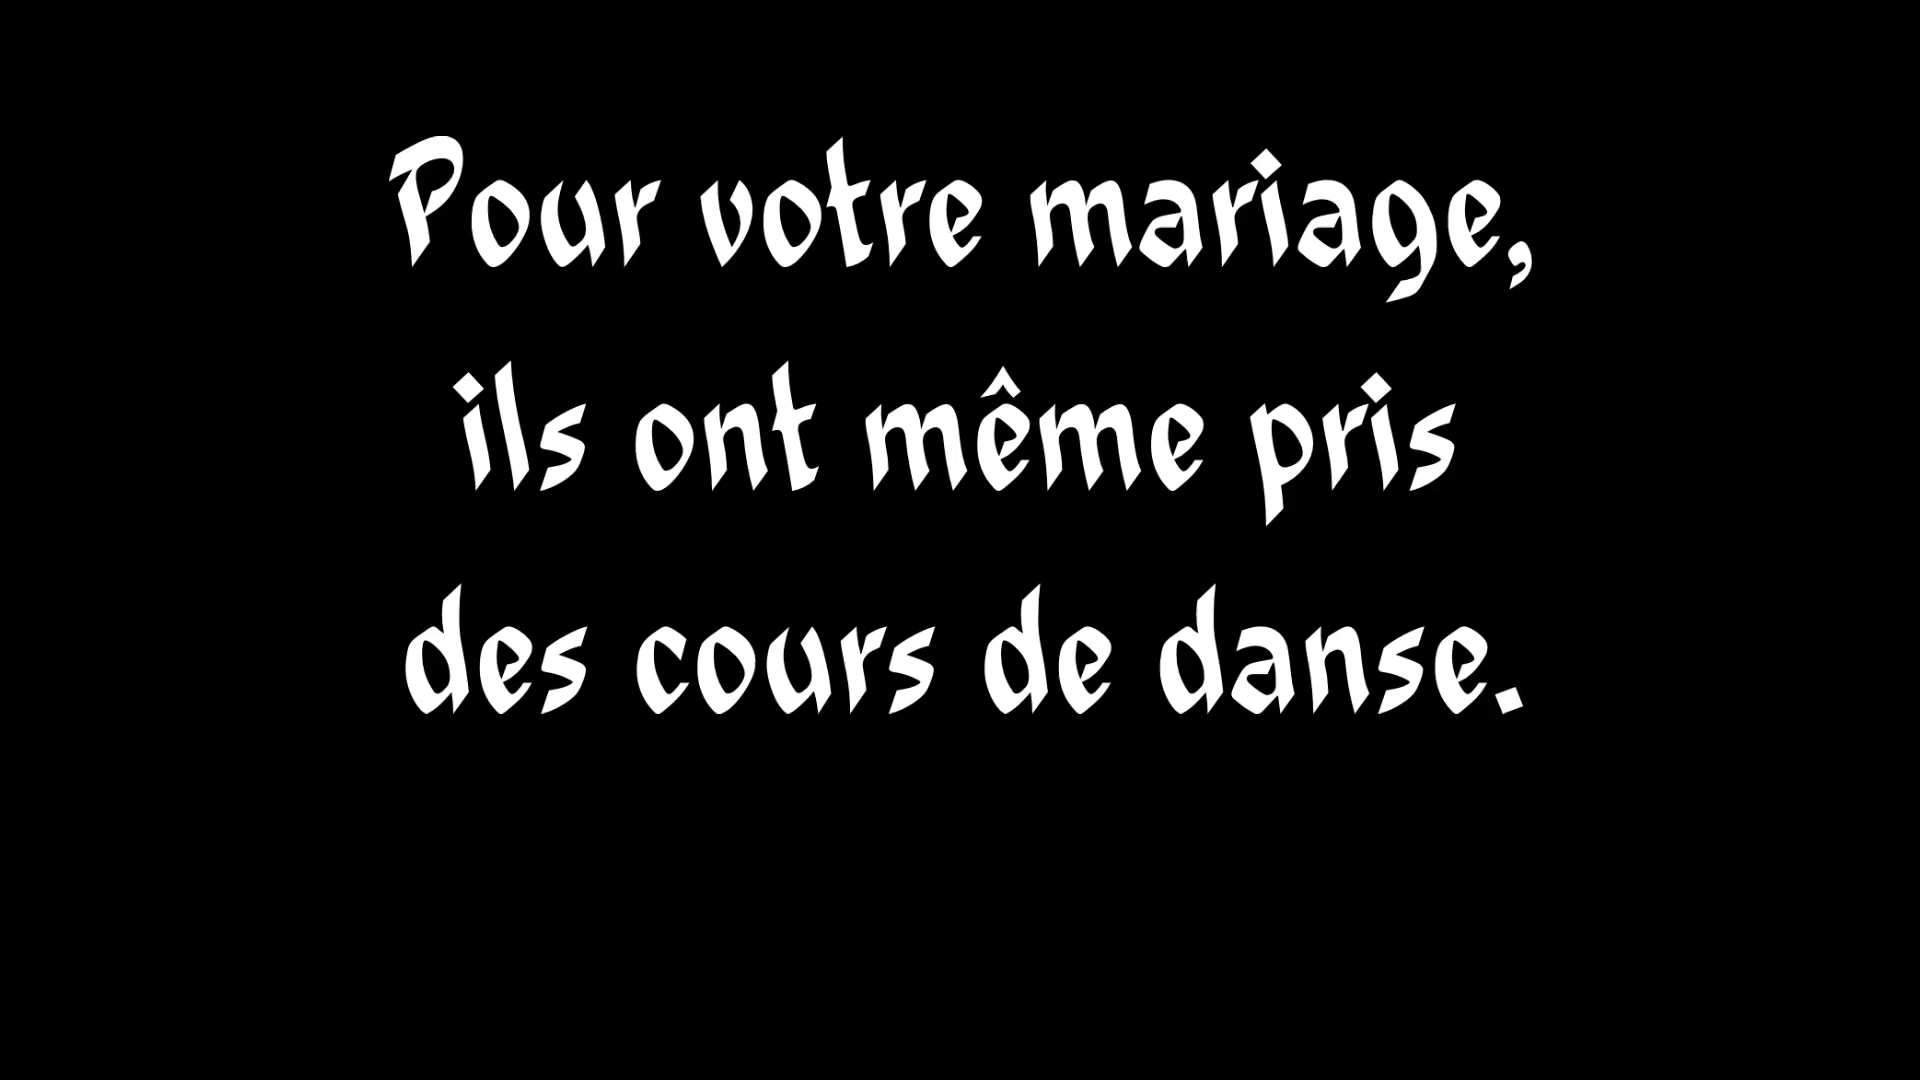 Pour votre mariage,
ils ont même pris
des cours de danse.